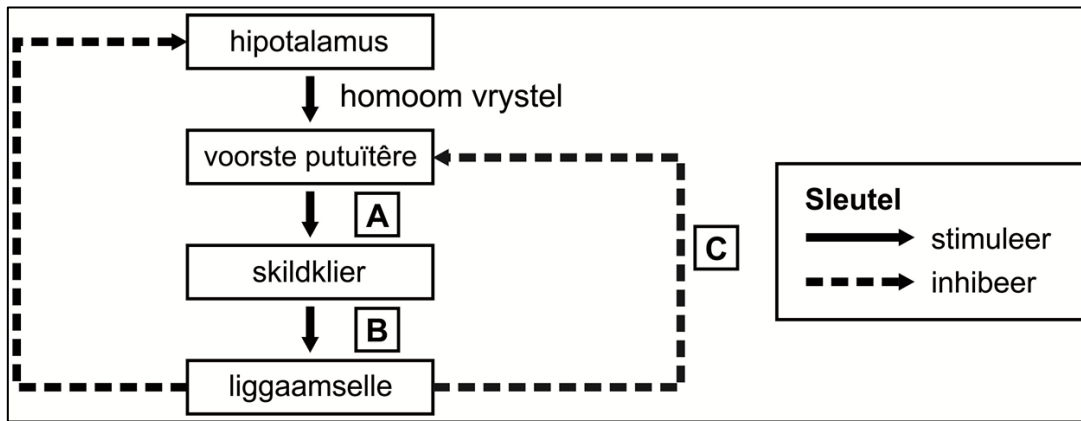 hipotalamus
homoom vrystel
voorste putuïtêre
A
skildklier
B
liggaamselle
C
Sleutel
stimuleer
inhibeer